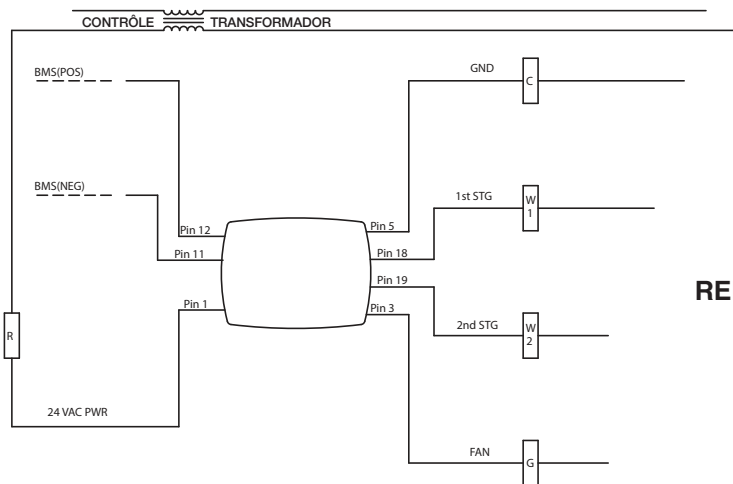 CONTRÔLE TRANSFORMADOR
BMS(POS)
GND
C
BMS(NEG)
1st STG
W
1
Pin 12
Pin 5
Pin 11
Pin 18
Pin 19
RE
Pin 1
Pin 3
R
2nd STG
W
2
24 VAC PWR
FAN
G